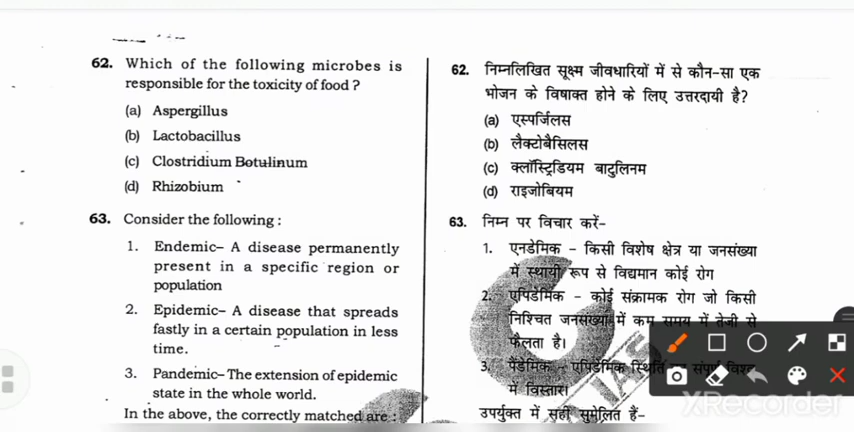 62. Which of the following microbes is
responsible for the toxicity of food ?
(a) Aspergillus
(b) Lactobacillus
(c) Clostridium Botulinum
(d) Rhizobium
63. Consider the following :
1. Endemic– A disease permanently
present in a specific region or
population
2. Epidemic– A disease that spreads
fastly in a certain population in less
time.
3. Pandemic– The extension of epidemic
state in the whole world.
In the above, the correctly matched are :
62. निम्नलिखित सूक्ष्म जीवधारियों में से कौन-सा एक
भोजन के विषाक्त होने के लिए उत्तरदायी है?
(a) एस्पर्जिलस
(b) लैक्टोबैसिलस
(c) क्लॉस्ट्रिडियम बाटुलिनम
(d) राइजोबियम
63. निम्न पर विचार करें–
1. एनडेमिक – किसी विशेष क्षेत्र या जनसंख्या
में स्थायी रूप से विद्यमान कोई रोग
2. एपिडेमिक – कोई संक्रामक रोग जो किसी
निश्चित जनसंख्या में कम समय में तेजी से
फैलता है।
3. पैंडेमिक – एपिडेमिक स्थिति संपूर्ण विश्व
में विस्तार।
उपर्युक्त में सही सुमेलित हैं–
IAS
XRecorder